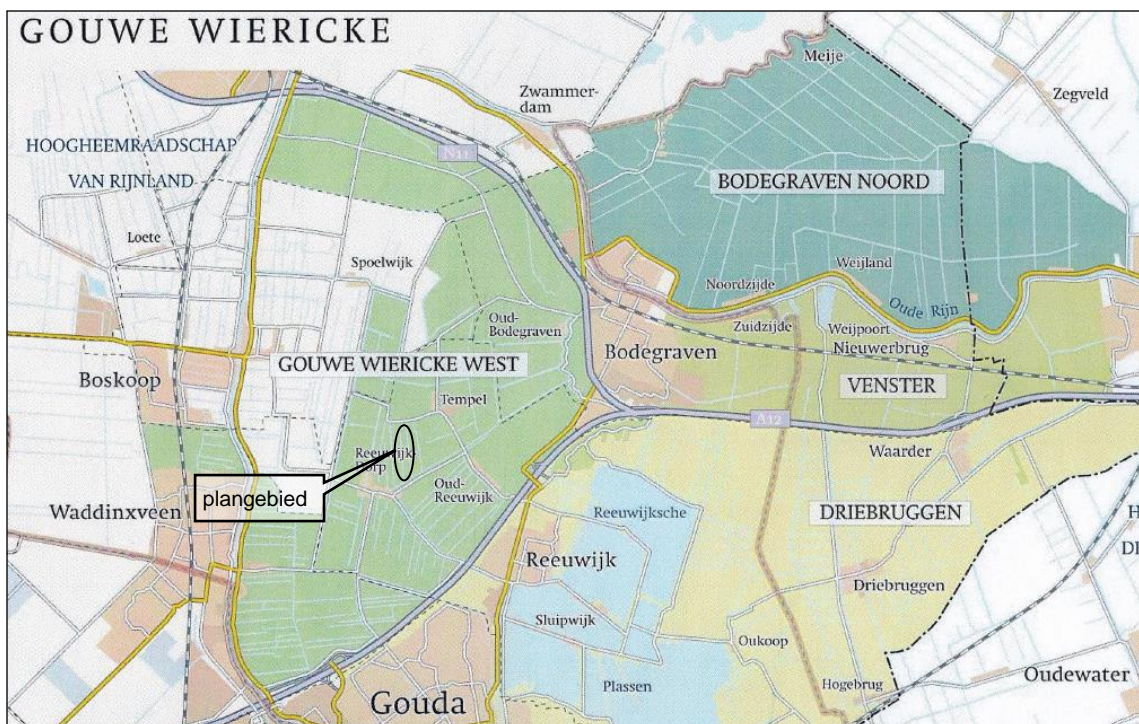 GOUWE WIERICKE
Meije
Zwammer-
dam
Zegveld
HOOGHEEMRAADSCHAP
VAN RIJNLAND
N11
BODEGRAVEN NOORD
Loete
Spoelwijk
Weijland
Noordzijde
Oude Rijn
Oud-
Bodegraven
Zuidzijde
Weijpoort
Nieuwerbrug
Bodegraven
GOUWE WIERICKE WEST
Boskoop
VENSTER
Tempel
A12
Waarder
Reeuwijk-
Dorp
Oud-
Reeuwijk
plangebied
Waddinxveen
Reeuwijksche
DRIEBRUGGEN
H
DE
Reeuwijk
Driebruggen
Sluipwijk
Oukoop
Oudewater
Plassen
Hogebrug
Gouda